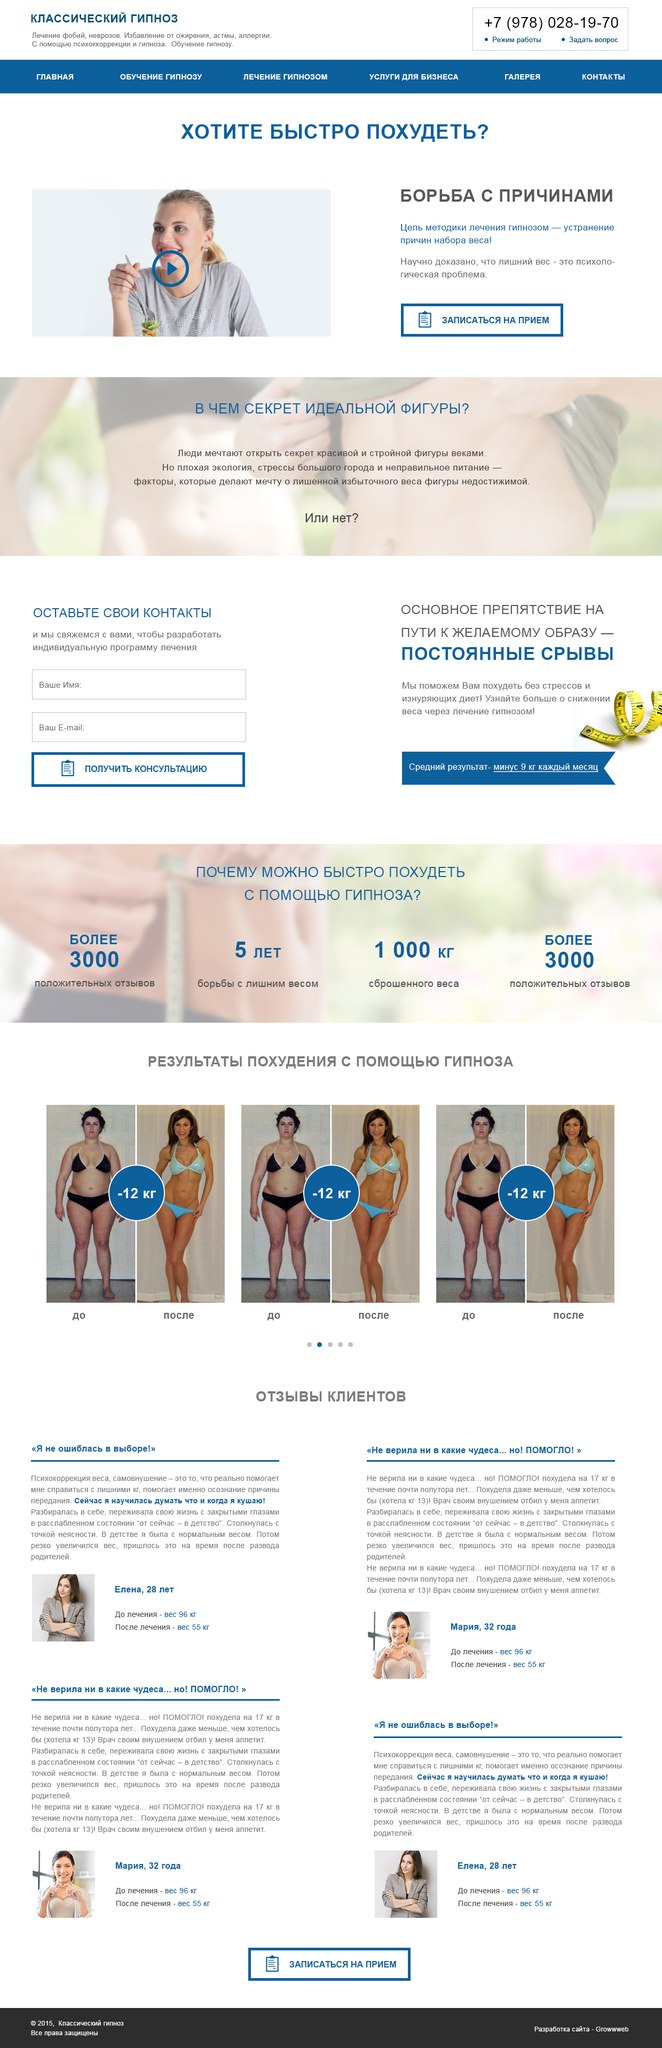 КЛАССИЧЕСКИЙ ГИПНОЗ
Лечение фобий, неврозов. Избавление от ожирения, астмы, аллергии.
С помощью психокоррекции и гипноза. Обучение гипнозу.
+7 (978) 028-19-70
Режим работы
Задать вопрос
ГЛАВНАЯ
ОБУЧЕНИЕ ГИПНОЗУ
ЛЕЧЕНИЕ ГИПНОЗОМ
УСЛУГИ ДЛЯ БИЗНЕСА
ГАЛЕРЕЯ
КОНТАКТЫ
ХОТИТЕ БЫСТРО ПОХУДЕТЬ?
БОРЬБА С ПРИЧИНАМИ
Цель методики лечения гипнозом — устранение
причин набора веса!
Научно доказано, что лишний вес - это психоло-
гическая проблема.
ЗАПИСАТЬСЯ НА ПРИЕМ
В ЧЕМ СЕКРЕТ ИДЕАЛЬНОЙ ФИГУРЫ?
Люди мечтают открыть секрет красивой и стройной фигуры веками.
Но плохая экология, стрессы большого города и неправильное питание —
факторы, которые делают мечту о лишенной избыточного веса фигуры недостижимой.
Или нет?
ОСТАВЬТЕ СВОИ КОНТАКТЫ
и мы свяжемся с вами, чтобы разработать
индивидуальную программу лечения
Ваше Имя:
Ваш E-mail:
ПОЛУЧИТЬ КОНСУЛЬТАЦИЮ
ОСНОВНОЕ ПРЕПЯТСТВИЕ НА
ПУТИ К ЖЕЛАЕМОМУ ОБРАЗУ —
ПОСТОЯННЫЕ СРЫВЫ
Мы поможем Вам похудеть без стрессов и
изнуряющих диет! Узнайте больше о снижении
веса через лечение гипнозом!
Средний результат- минус 9 кг каждый месяц
ПОЧЕМУ МОЖНО БЫСТРО ПОХУДЕТЬ
С ПОМОЩЬЮ ГИПНОЗА?
БОЛЕЕ
3000
положительных отзывов
5 ЛЕТ
борьбы с лишним весом
1 000 КГ
сброшенного веса
БОЛЕЕ
3000
положительных отзывов
РЕЗУЛЬТАТЫ ПОХУДЕНИЯ С ПОМОЩЬЮ ГИПНОЗА
-12 кг
-12 кг
-12 кг
до
после
до
после
до
после
ОТЗЫВЫ КЛИЕНТОВ
«Я не ошиблась в выборе!»
Психокоррекция веса, самовнушение – это то, что реально помогает
мне справиться с лишними кг, помогает именно осознание причины
передания. Сейчас я научилась думать что и когда я кушаю!
Разбиралась в себе, переживала свою жизнь с закрытыми глазами
в расслабленном состоянии “от сейчас – в детство”. Столкнулась с
точкой неясности. В детстве я была с нормальным весом. Потом
резко увеличился вес, пришлось это на время после развода
родителей.
Елена, 28 лет
До лечения - вес 96 кг
После лечения - вес 55 кг
«Не верила ни в какие чудеса... но! ПОМОГЛО! »
Не верила ни в какие чудеса... но! ПОМОГЛО! похудела на 17 кг в
течение почти полутора лет... Похудела даже меньше, чем хотелось
бы (хотела кг 13)! Врач своим внушением отбил у меня аппетит.
Разбиралась в себе, переживала свою жизнь с закрытыми глазами
в расслабленном состоянии “от сейчас – в детство”. Столкнулась с
точкой неясности. В детстве я была с нормальным весом. Потом
резко увеличился вес, пришлось это на время после развода
родителей.
Не верила ни в какие чудеса... но! ПОМОГЛО! похудела на 17 кг в
течение почти полутора лет... Похудела даже меньше, чем хотелось
бы (хотела кг 13)! Врач своим внушением отбил у меня аппетит.
Мария, 32 года
До лечения - вес 96 кг
После лечения - вес 55 кг
«Не верила ни в какие чудеса... но! ПОМОГЛО! »
Не верила ни в какие чудеса... но! ПОМОГЛО! похудела на 17 кг в
течение почти полутора лет... Похудела даже меньше, чем хотелось
бы (хотела кг 13)! Врач своим внушением отбил у меня аппетит.
Разбиралась в себе, переживала свою жизнь с закрытыми глазами
в расслабленном состоянии “от сейчас – в детство”. Столкнулась с
точкой неясности. В детстве я была с нормальным весом. Потом
резко увеличился вес, пришлось это на время после развода
родителей.
Не верила ни в какие чудеса... но! ПОМОГЛО! похудела на 17 кг в
течение почти полутора лет... Похудела даже меньше, чем хотелось
бы (хотела кг 13)! Врач своим внушением отбил у меня аппетит.
Мария, 32 года
До лечения - вес 96 кг
После лечения - вес 55 кг
«Я не ошиблась в выборе!»
Психокоррекция веса, самовнушение – это то, что реально помогает
мне справиться с лишними кг, помогает именно осознание причины
передания. Сейчас я научилась думать что и когда я кушаю!
Разбиралась в себе, переживала свою жизнь с закрытыми глазами
в расслабленном состоянии “от сейчас – в детство”. Столкнулась с
точкой неясности. В детстве я была с нормальным весом. Потом
резко увеличился вес, пришлось это на время после развода
родителей.
Елена, 28 лет
До лечения - вес 96 кг
После лечения - вес 55 кг
ЗАПИСАТЬСЯ НА ПРИЕМ
© 2015, Классический гипноз
Все права защищены
Разработка сайта - Growwweb